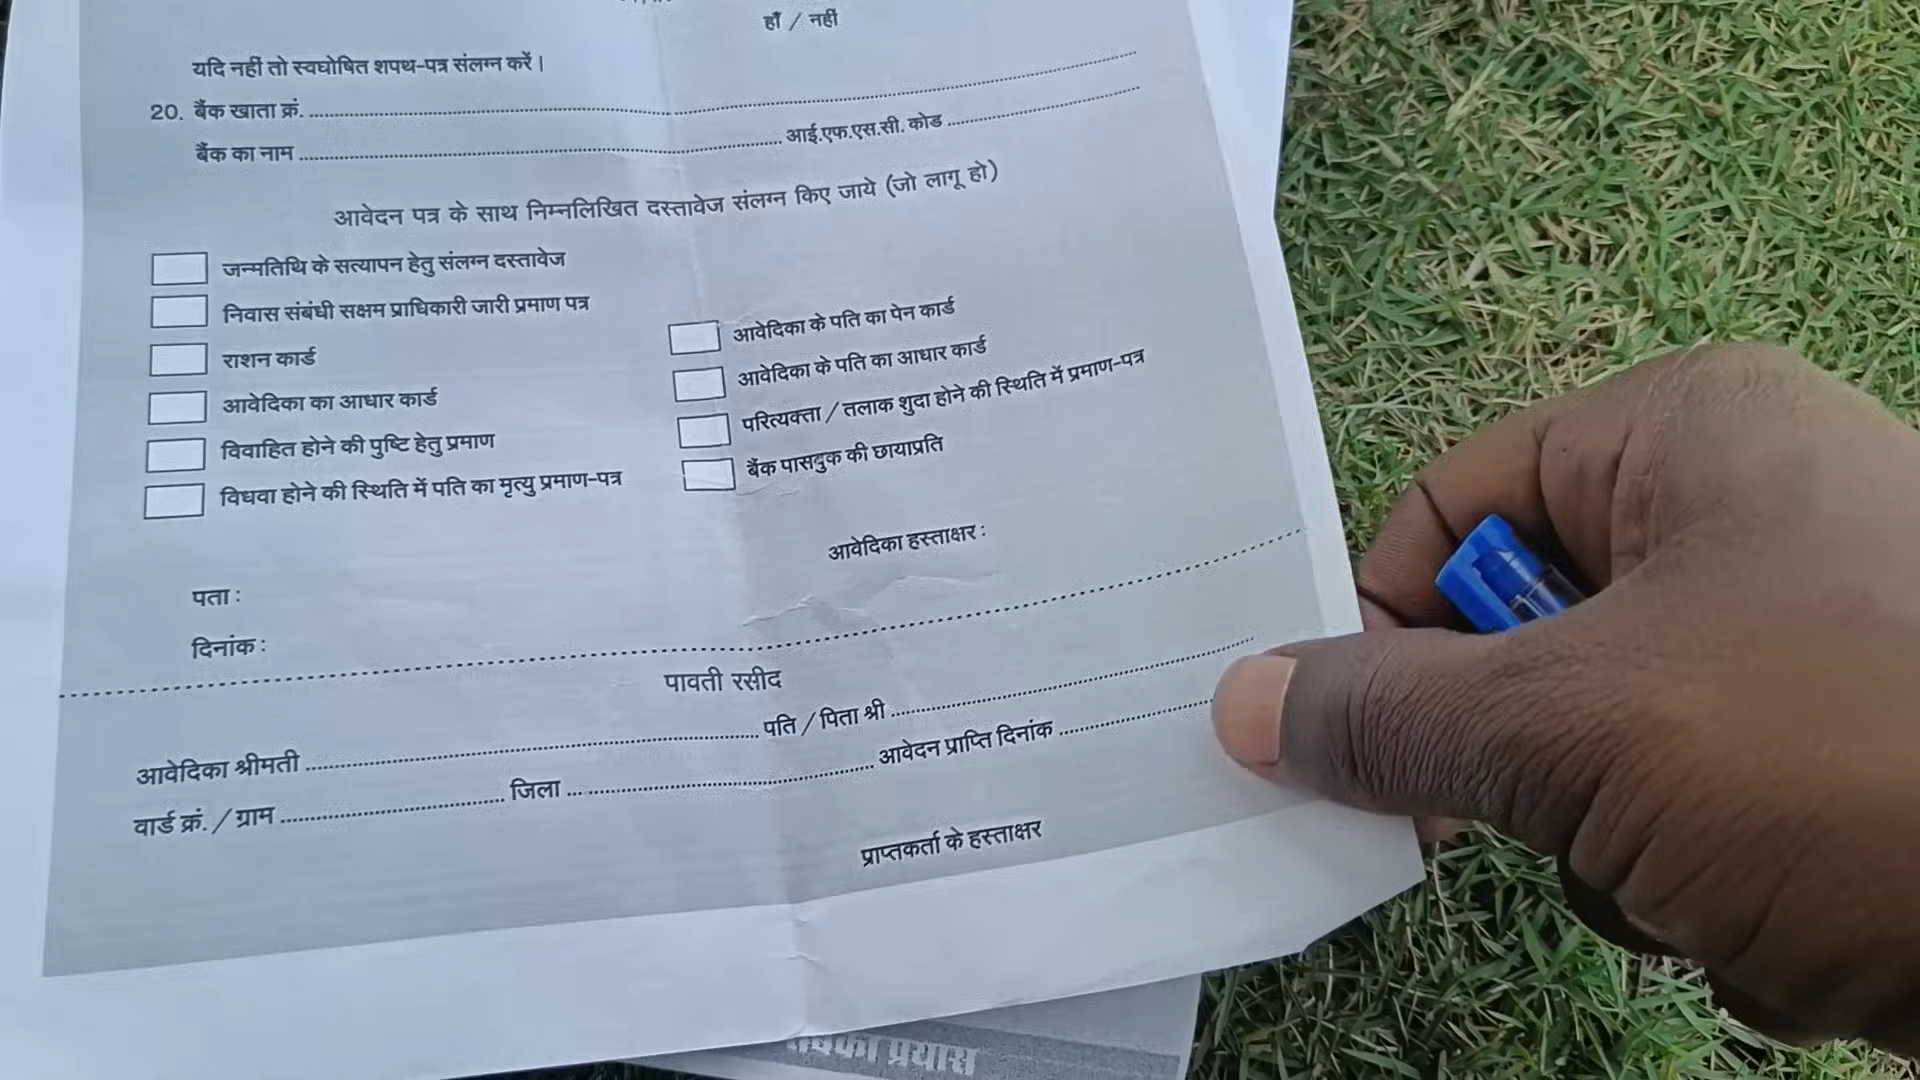 हाँ / नहीं
यदि नहीं तो स्वघोषित शपथ-पत्र संलग्न करें।
20. बैंक खाता क्रं. ........................................
बैंक का नाम ........................................ आई.एफ.एस.सी. कोड ........................................
आवेदन पत्र के साथ निम्नलिखित दस्तावेज संलग्न किए जाये (जो लागू हो)
जन्मतिथि के सत्यापन हेतु संलग्न दस्तावेज
निवास संबंधी सक्षम प्राधिकारी जारी प्रमाण पत्र
राशन कार्ड
आवेदिका का आधार कार्ड
विवाहित होने की पुष्टि हेतु प्रमाण
विधवा होने की स्थिति में पति का मृत्यु प्रमाण-पत्र
आवेदिका के पति का पेन कार्ड
आवेदिका के पति का आधार कार्ड
परित्यक्ता / तलाक शुदा होने की स्थिति में प्रमाण-पत्र
बैंक पासबुक की छायाप्रति
आवेदिका हस्ताक्षर :
पता :
दिनांक :
पावती रसीद
आवेदिका श्रीमती ........................................ पति / पिता श्री ........................................
वार्ड क्रं. / ग्राम .............................. जिला ........................................ आवेदन प्राप्ति दिनांक ....................
प्राप्तकर्ता के हस्ताक्षर
प्रयास